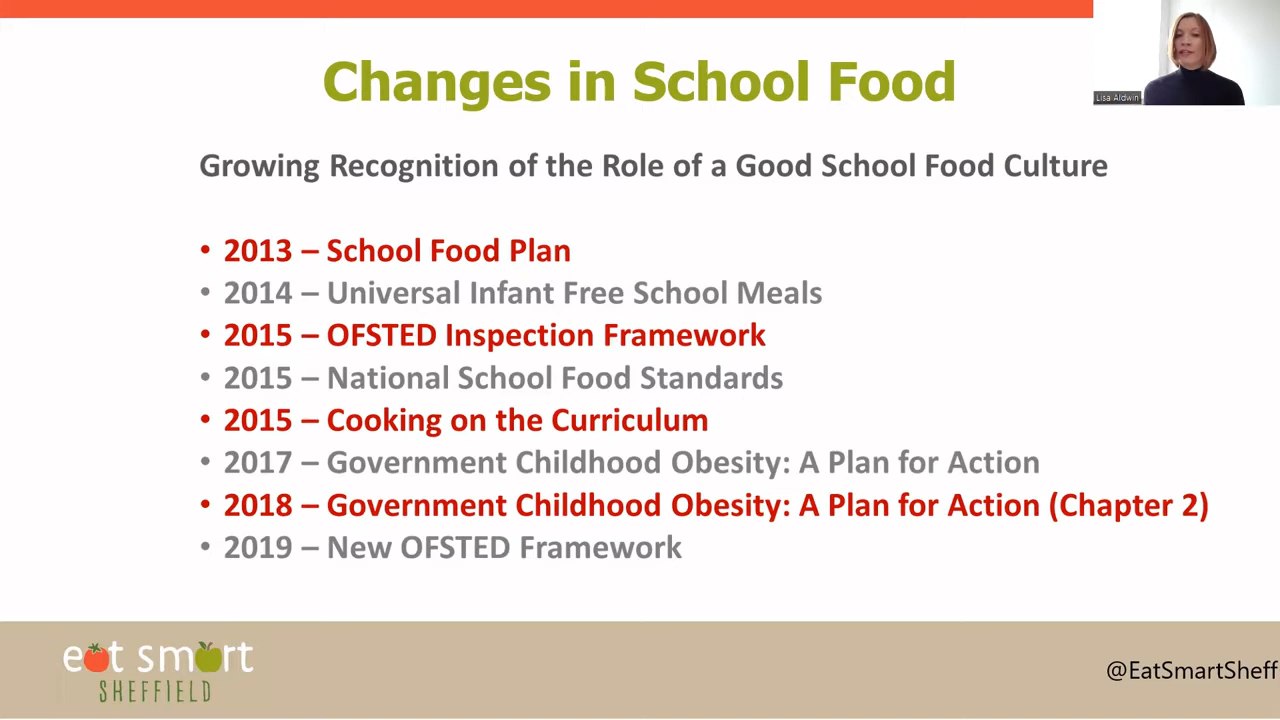 Lisa Aldwin
Changes in School Food
Growing Recognition of the Role of a Good School Food Culture
• 2013 – School Food Plan
• 2014 – Universal Infant Free School Meals
• 2015 – OFSTED Inspection Framework
• 2015 – National School Food Standards
• 2015 – Cooking on the Curriculum
• 2017 – Government Childhood Obesity: A Plan for Action
• 2018 – Government Childhood Obesity: A Plan for Action (Chapter 2)
• 2019 – New OFSTED Framework
eat smart
SHEFFIELD
@EatSmartSheff